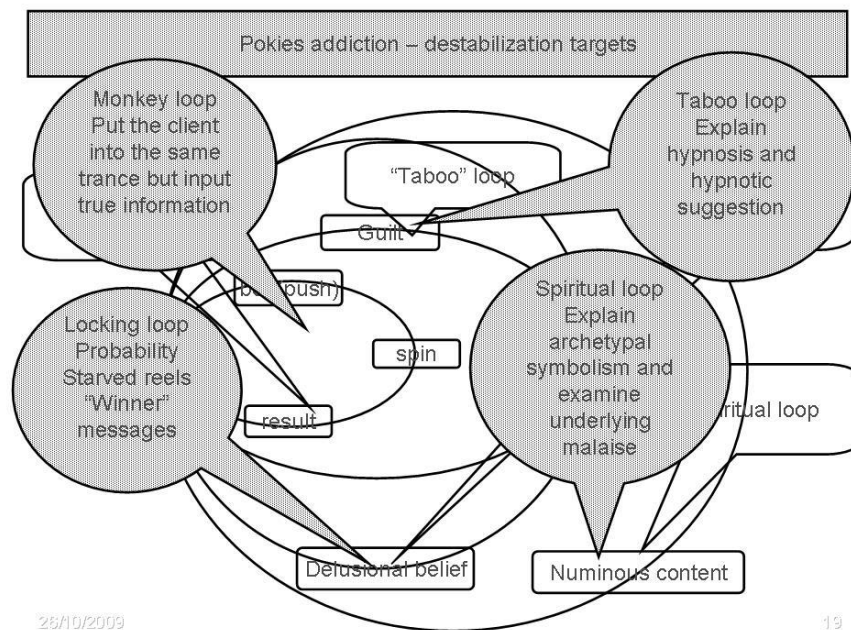 Pokies addiction – destabilization targets
Monkey loop
Put the client
into the same
trance but input
true information
Taboo loop
Explain
hypnosis and
hypnotic
suggestion
“Taboo” loop
Guilt
push)
Spiritual loop
Explain
archetypal
symbolism and
examine
underlying
malaise
Locking loop
Probability
Starved reels
“Winner”
messages
spin
result
loop
Delusional belief
Numinous content
26/10/2009
19